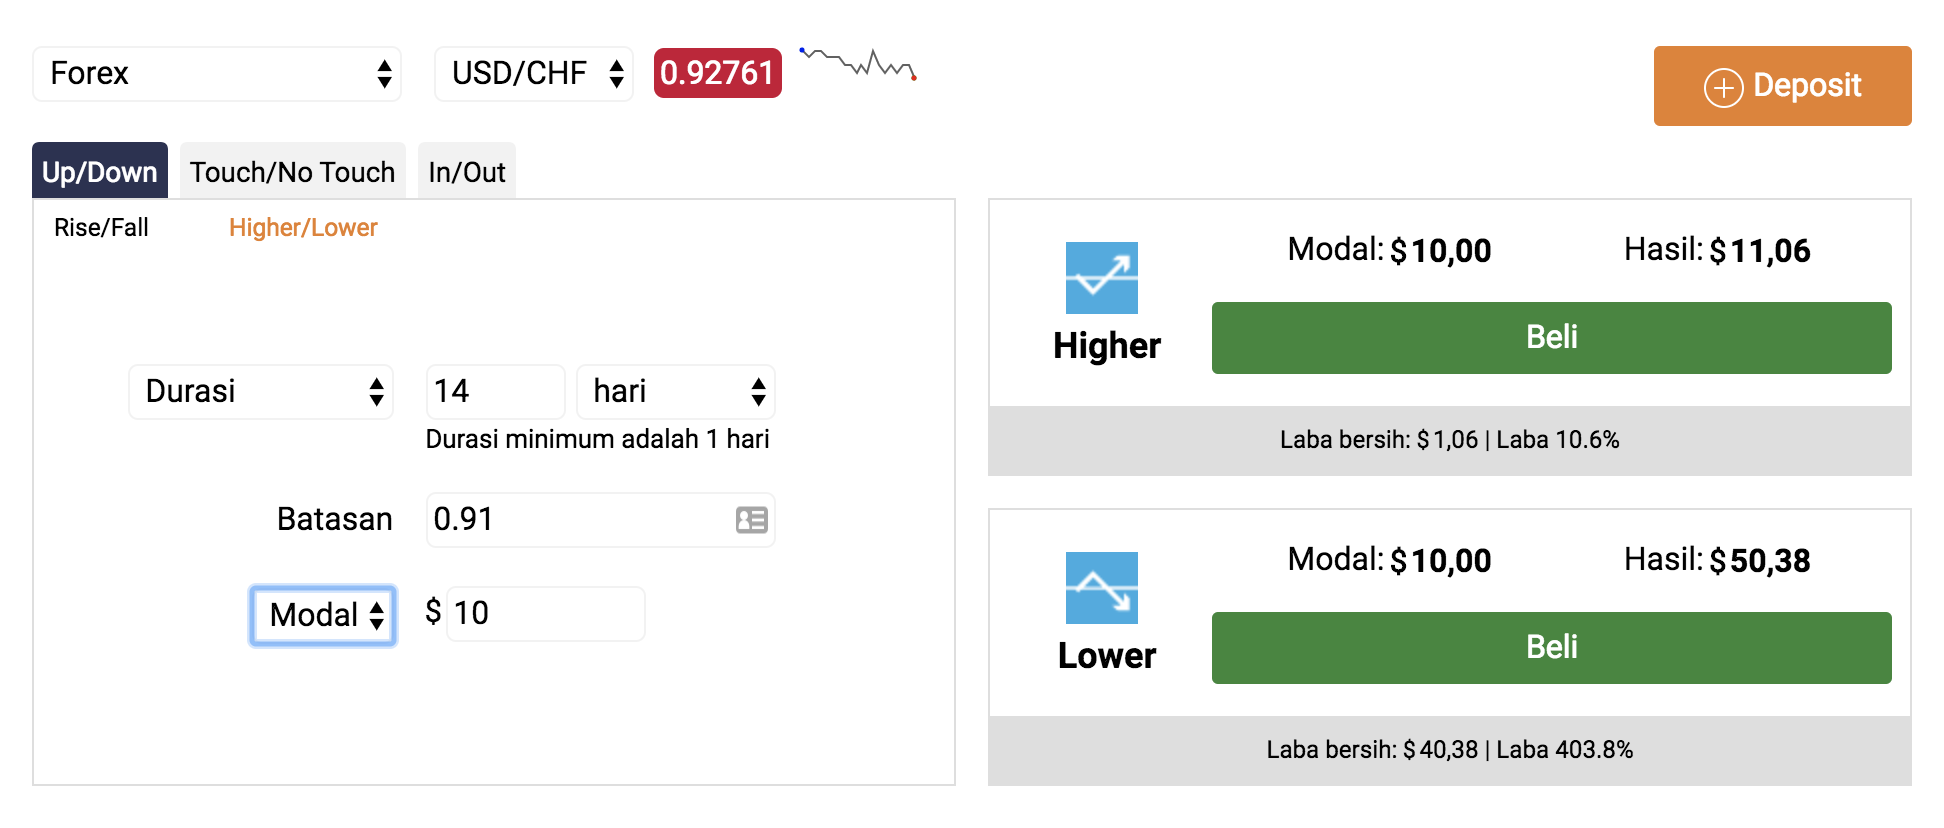 Forex USD/CHF 0.92761
Deposit
Up/Down Touch/No Touch In/Out
Rise/Fall Higher/Lower
Durasi 14 hari
Durasi minimum adalah 1 hari
Batasan 0.91
Modal $ 10
Modal: $10,00 Hasil: $11,06
Beli
Higher
Laba bersih: $1,06 | Laba 10.6%
Modal: $10,00 Hasil: $50,38
Beli
Lower
Laba bersih: $40,38 | Laba 403.8%